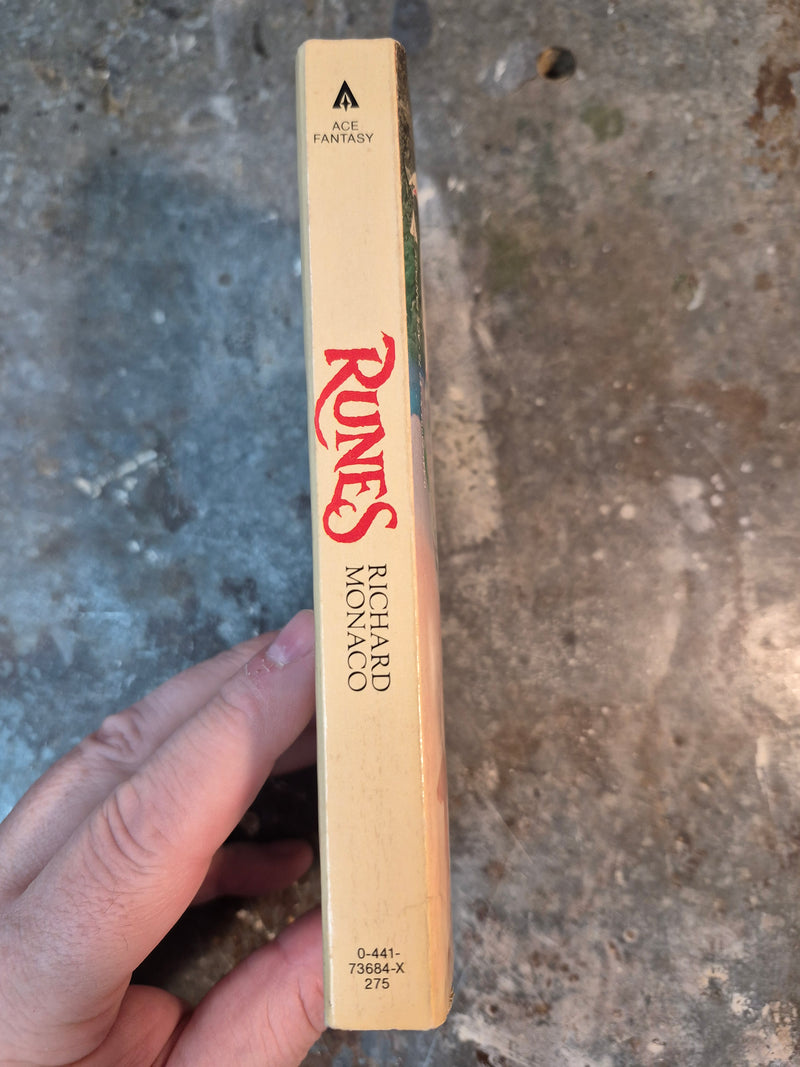 ACE
FANTASY
RUNES
RICHARD
MONACO
0-441-
73684-X
275